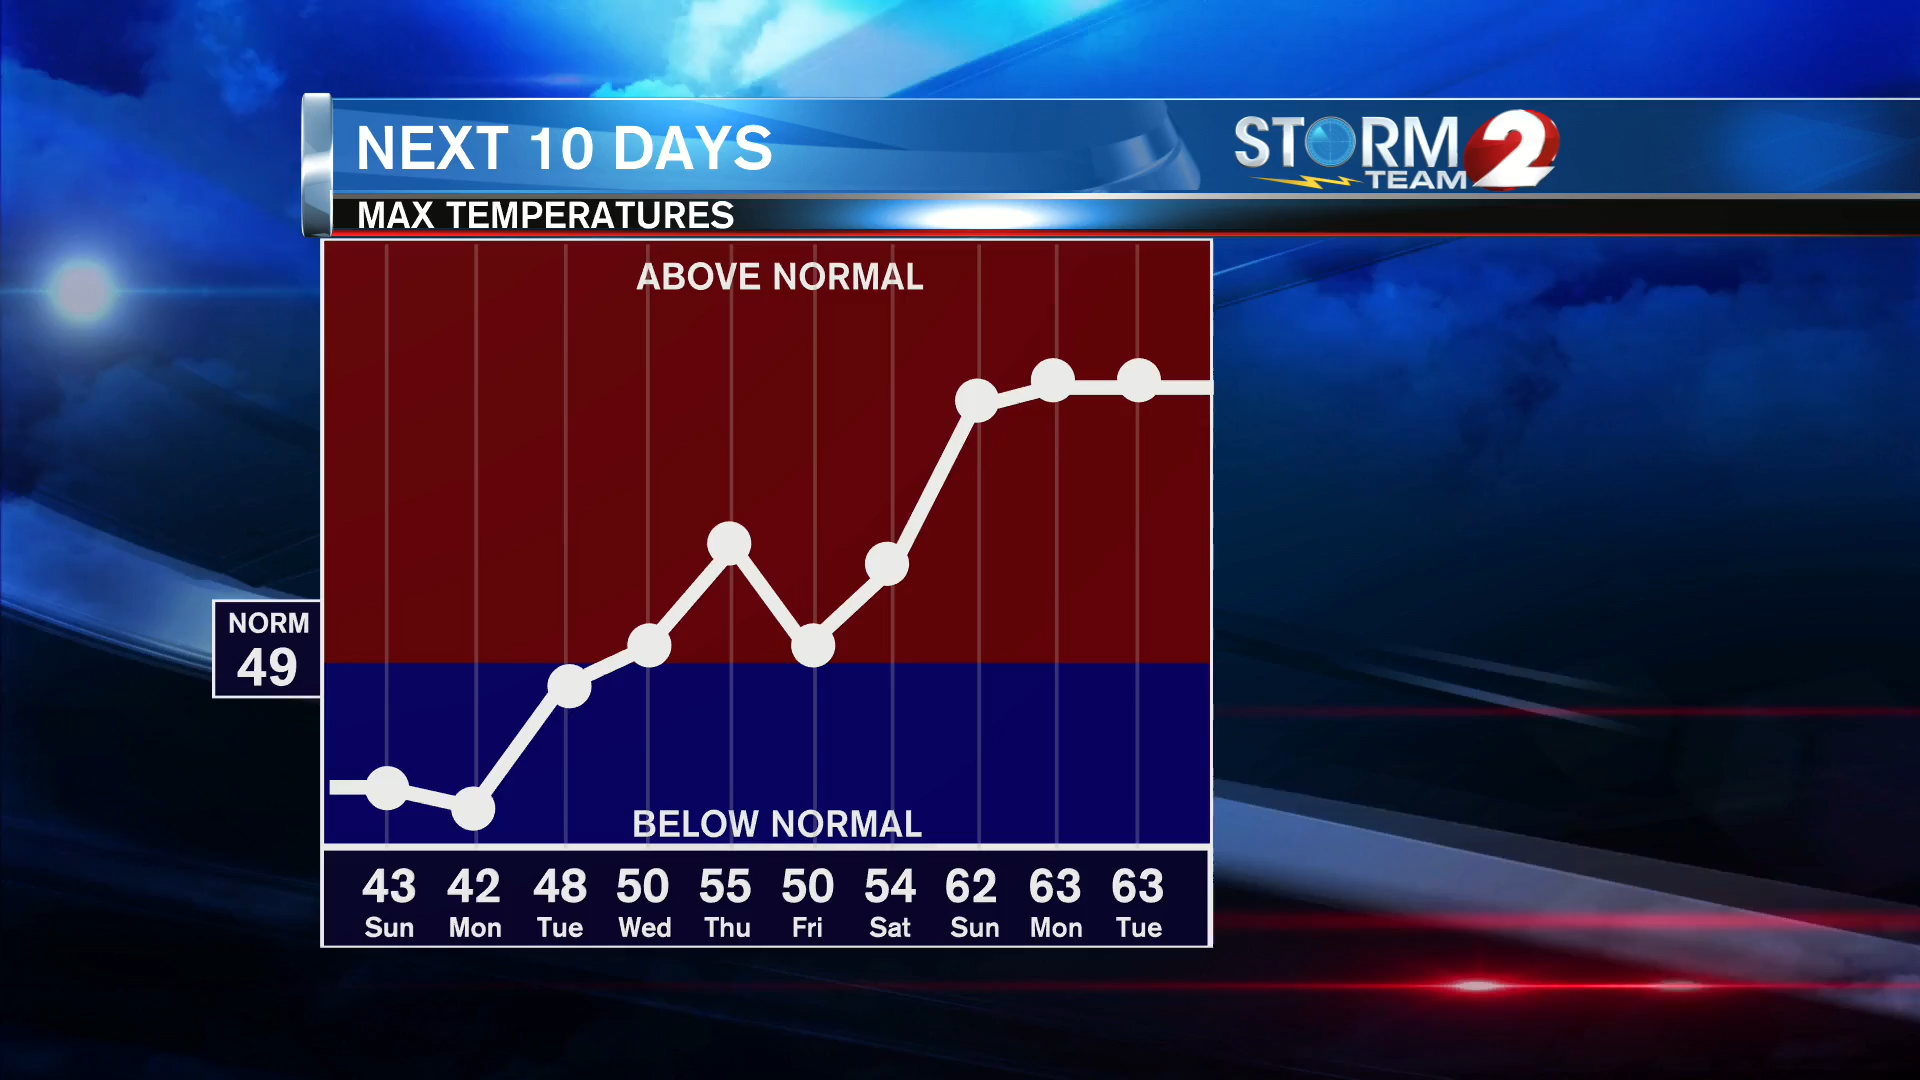 NEXT 10 DAYS
STORM
TEAM 2
MAX TEMPERATURES
ABOVE NORMAL
NORM
49
BELOW NORMAL
43 42 48 50 55 50 54 62 63 63
Sun Mon Tue Wed Thu Fri Sat Sun Mon Tue